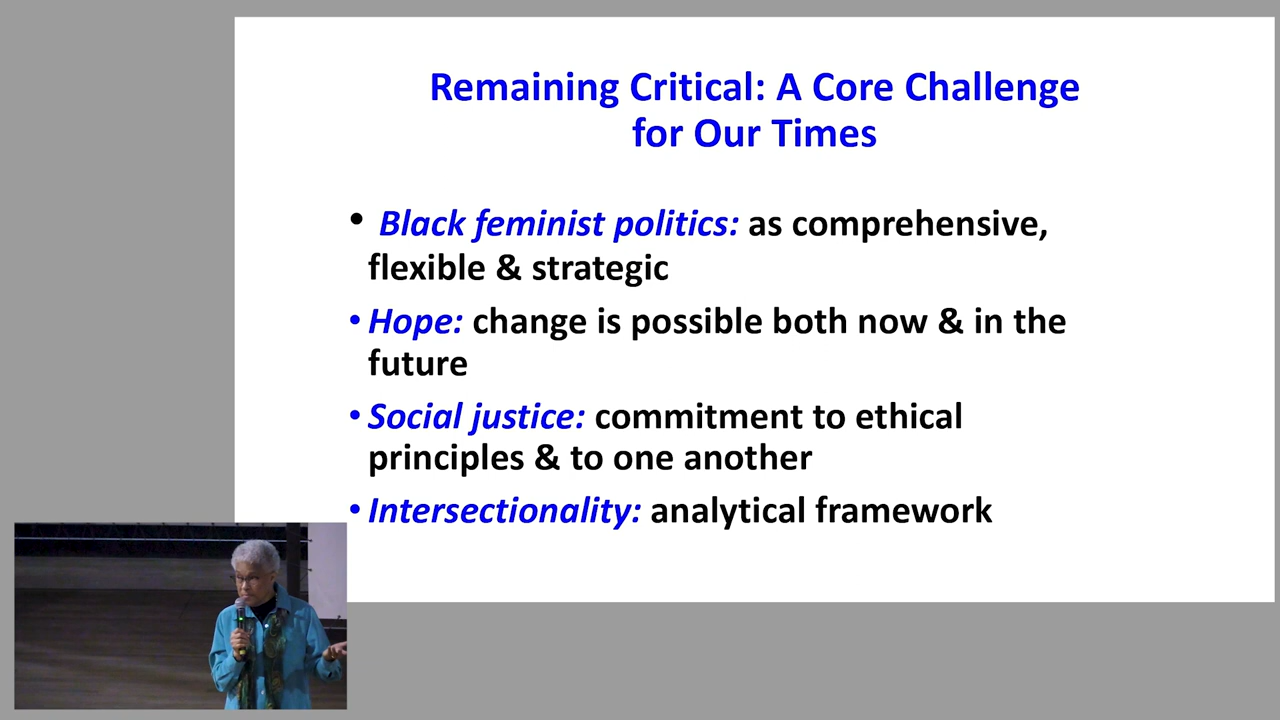 Remaining Critical: A Core Challenge
for Our Times
• Black feminist politics: as comprehensive,
flexible & strategic
• Hope: change is possible both now & in the
future
• Social justice: commitment to ethical
principles & to one another
• Intersectionality: analytical framework